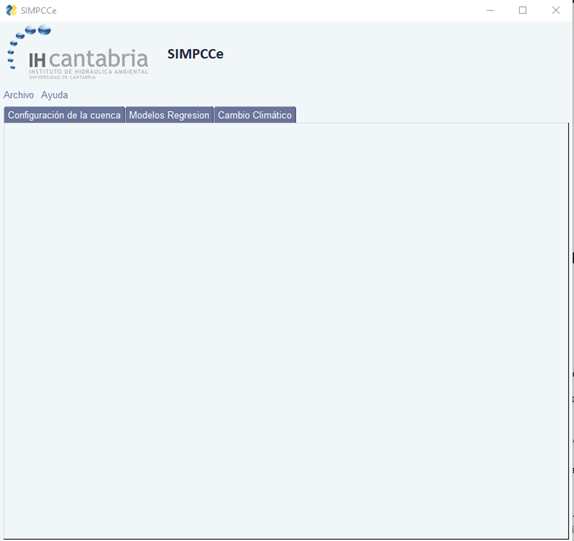 SIMPCCe
IHcantabria
INSTITUTO DE HIDRÁULICA AMBIENTAL
UNIVERSIDAD DE CANTABRIA
SIMPCCe
Archivo Ayuda
Configuración de la cuenca Modelos Regresion Cambio Climático